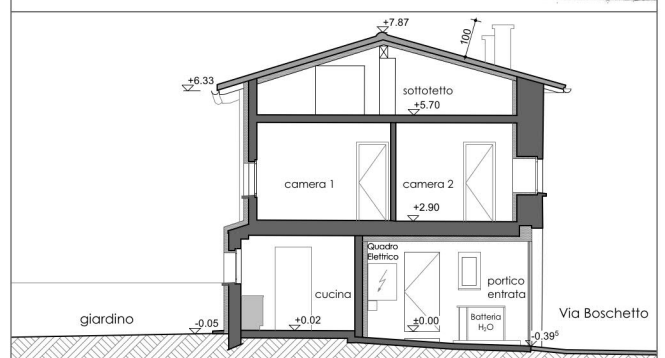 +7.87
100
+6.33
sottotetto
+5.70
camera 1
camera 2
+2.90
Quadro
Elettrico
cucina
portico
entrata
Batteria
H₂O
giardino
-0.05
+0.02
+0.00
-0.39⁵
Via Boschetto